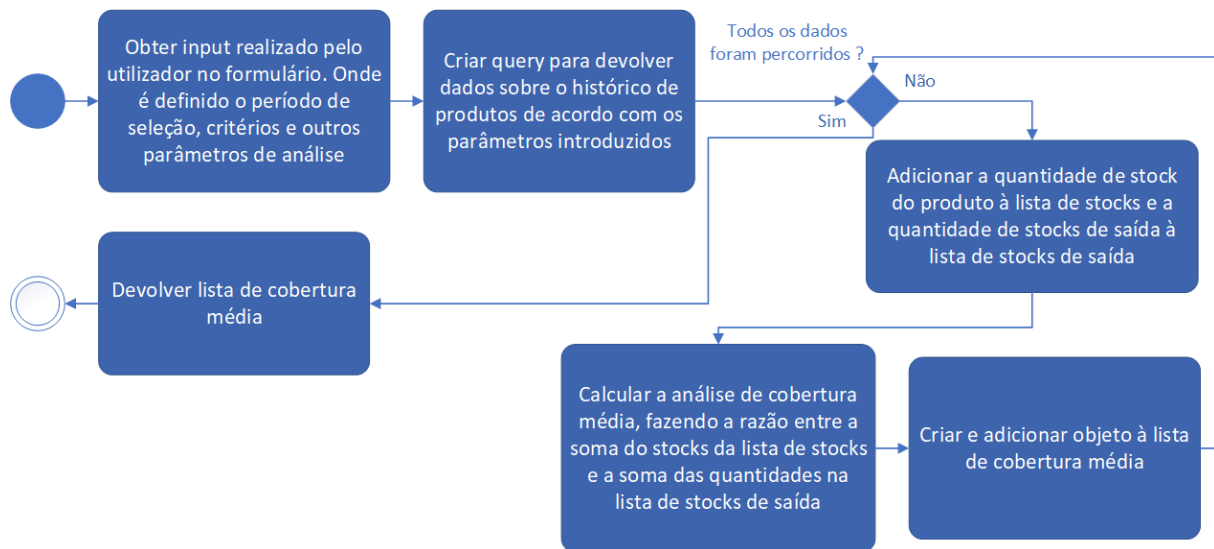 Obter input realizado pelo
utilizador no formulário. Onde
é definido o período de
seleção, critérios e outros
parâmetros de análise
Criar query para devolver
dados sobre o histórico de
produtos de acordo com os
parâmetros introduzidos
Todos os dados
foram percorridos ?
Não
Sim
Adicionar a quantidade de stock
do produto à lista de stocks e a
quantidade de stocks de saída à
lista de stocks de saída
Devolver lista de cobertura
média
Calcular a análise de cobertura
média, fazendo a razão entre a
soma do stocks da lista de stocks
e a soma das quantidades na
lista de stocks de saída
Criar e adicionar objeto à lista
de cobertura média